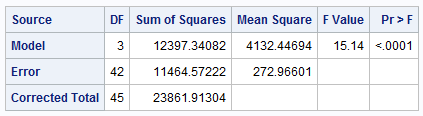 Source DF Sum of Squares Mean Square F Value Pr > F
Model 3 12397.34082 4132.44694 15.14 <.0001
Error 42 11464.57222 272.96601
Corrected Total 45 23861.91304